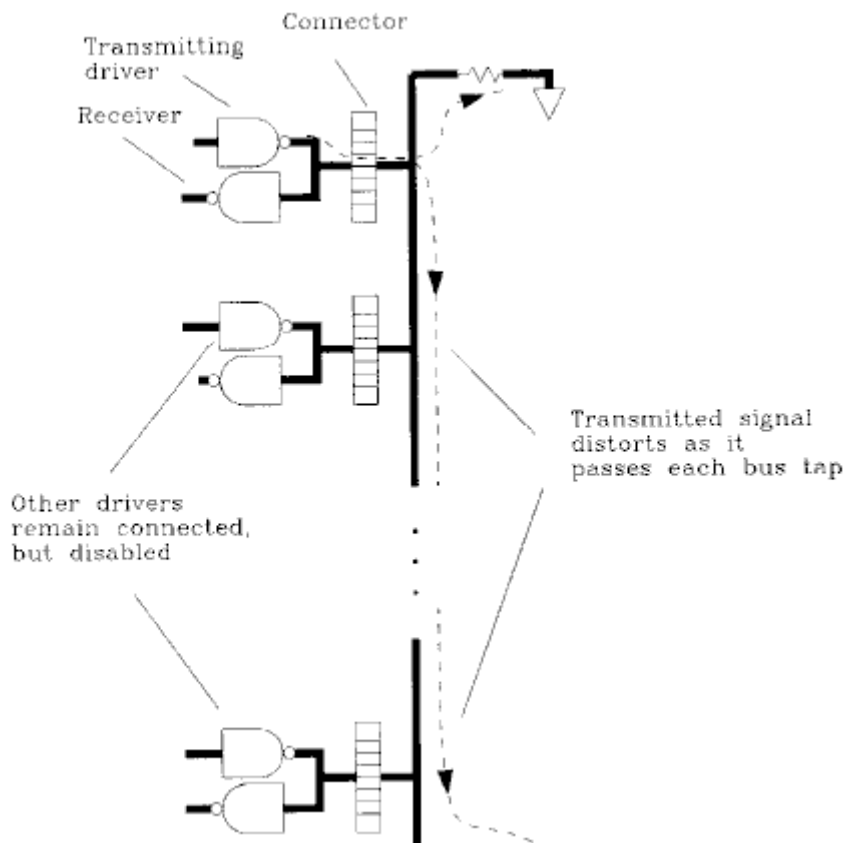 Connector
Transmitting
driver
Receiver
Transmitted signal
distorts as it
passes each bus tap
Other drivers
remain connected,
but disabled